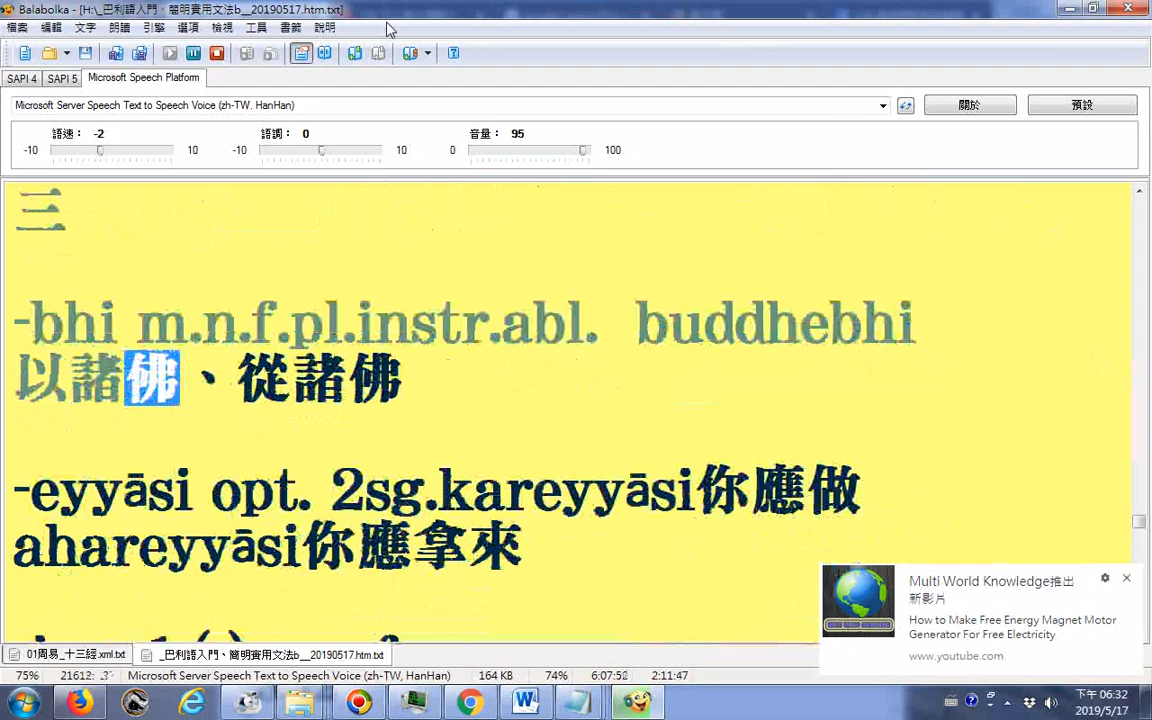 Balabolka - [H:\_巴利語入門、簡明實用文法b__20190517.htm.txt]
檔案 編輯 文字 朗讀 引擎 選項 檢視 工具 書籤 說明
SAPI 4 SAPI 5 Microsoft Speech Platform
Microsoft Server Speech Text to Speech Voice (zh-TW, HanHan) 關於 預設
語速： -2 語調： 0 音量： 95
-10 10 -10 10 0 100
三
-bhi m.n.f.pl.instr.abl. buddhebhi
以諸佛、從諸佛
-eyyāsi opt. 2sg.kareyyāsi你應做
ahareyyāsi你應拿來
Multi World Knowledge推出
新影片
How to Make Free Energy Magnet Motor
Generator For Free Electricity
www.youtube.com
01周易_十三經.xml.txt _巴利語入門、簡明實用文法b__20190517.htm.txt
75% Microsoft Server Speech Text to Speech Voice (zh-TW, HanHan) 164 KB 74% 6:07:52 2:11:47
下午 06:32
2019/5/17